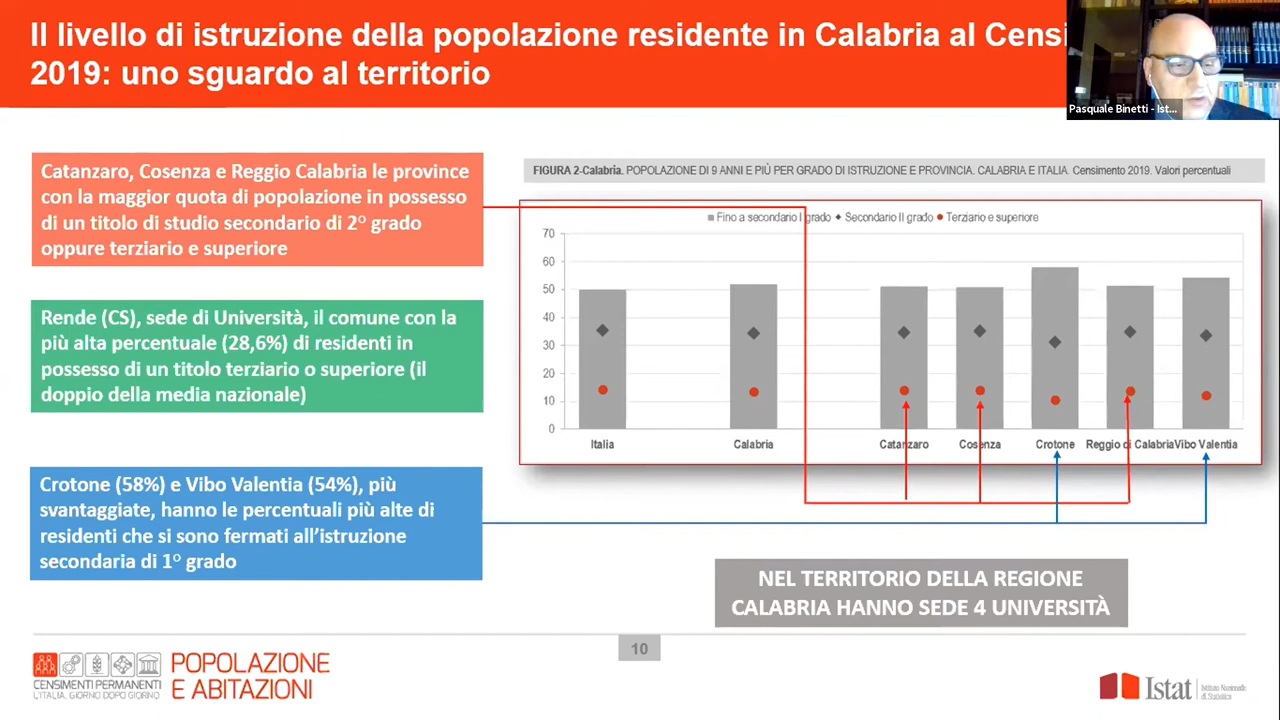 Il livello di istruzione della popolazione residente in Calabria al Censi
2019: uno sguardo al territorio
Pasquale Binetti - Ist...
Catanzaro, Cosenza e Reggio Calabria le province
con la maggior quota di popolazione in possesso
di un titolo di studio secondario di 2° grado
oppure terziario e superiore
Rende (CS), sede di Università, il comune con la
più alta percentuale (28,6%) di residenti in
possesso di un titolo terziario o superiore (il
doppio della media nazionale)
Crotone (58%) e Vibo Valentia (54%), più
svantaggiate, hanno le percentuali più alte di
residenti che si sono fermati all'istruzione
secondaria di 1° grado
FIGURA 2-Calabria. POPOLAZIONE DI 9 ANNI E PIÙ PER GRADO DI ISTRUZIONE E PROVINCIA. CALABRIA E ITALIA. Censimento 2019. Valori percentuali
Fino a secondario I grado Secondario II grado Terziario e superiore
70
60
50
40
30
20
10
0
Italia Calabria Catanzaro Cosenza Crotone Reggio di Calabria Vibo Valentia
NEL TERRITORIO DELLA REGIONE
CALABRIA HANNO SEDE 4 UNIVERSITÀ
10
CENSIMENTI PERMANENTI
L'ITALIA, GIORNO DOPO GIORNO
POPOLAZIONE
E ABITAZIONI
Istat
Istituto Nazionale
di Statistica